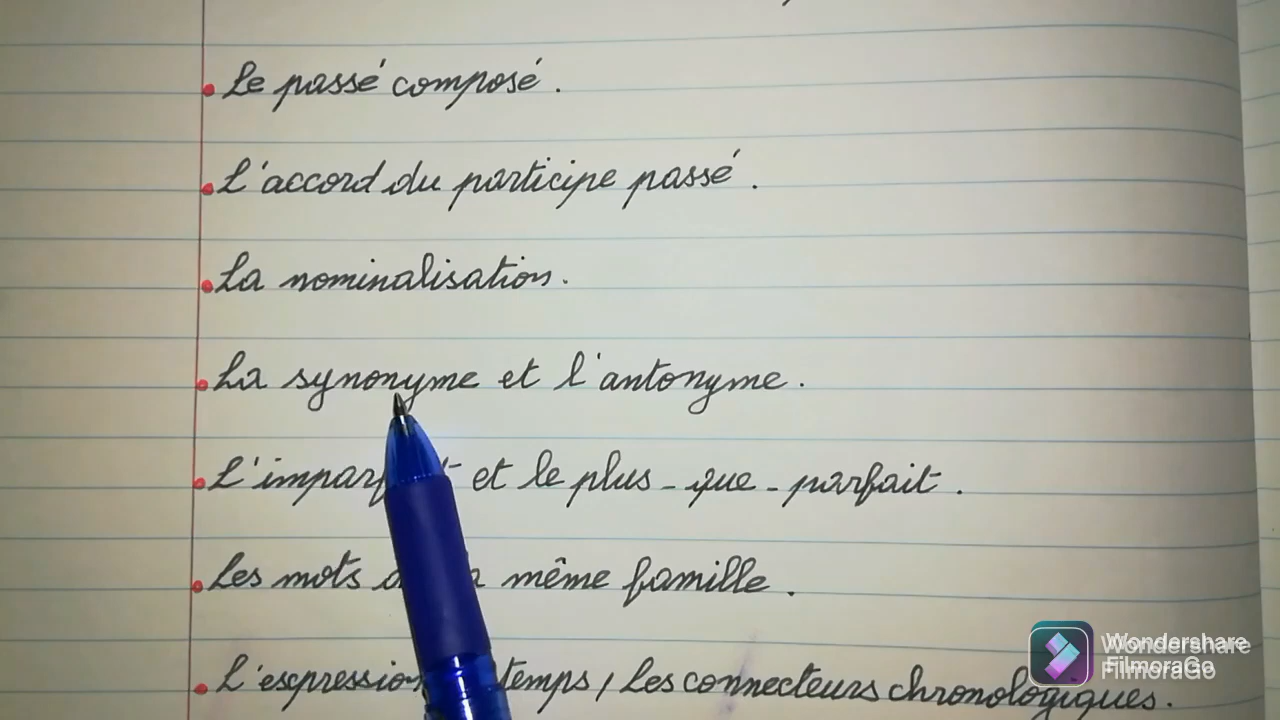 Le passé composé.
L'accord du participe passé.
La nominalisation.
La synonyme et l'antonyme.
et le plus-que-parfait.
Les mots même famille.
L'expression temps, Les connecteurs chronologiques.
Wondershare
FilmoraGo